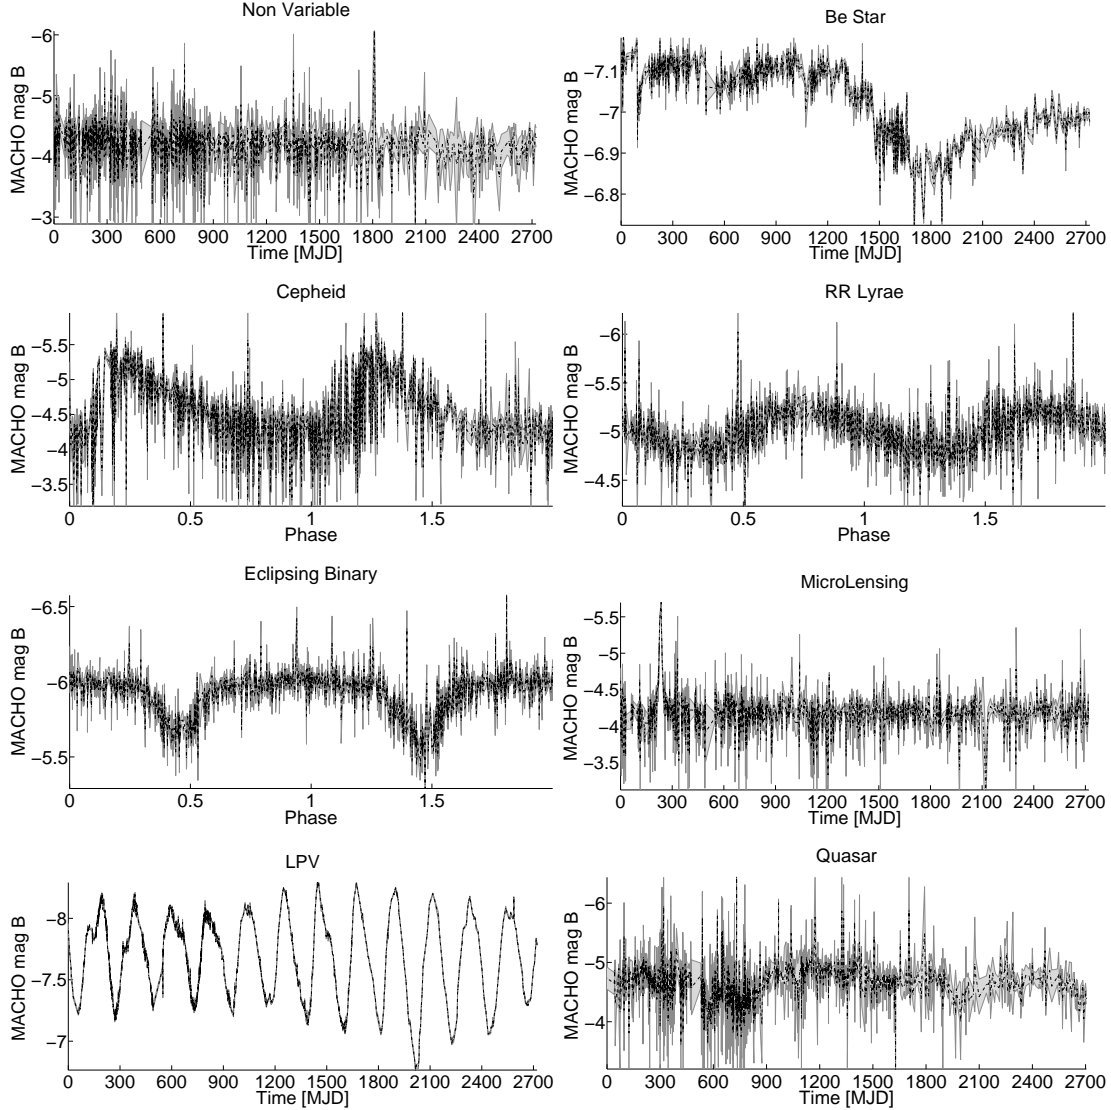 Non Variable
MACHO mag B
−6
−5
−4
−3
0 300 600 900 1200 1500 1800 2100 2400 2700
Time [MJD]
Be Star
MACHO mag B
−7.1
−7
−6.9
−6.8
0 300 600 900 1200 1500 1800 2100 2400 2700
Time [MJD]
Cepheid
MACHO mag B
−5.5
−5
−4.5
−4
−3.5
0 0.5 1 1.5
Phase
RR Lyrae
MACHO mag B
−6
−5.5
−5
−4.5
0 0.5 1 1.5
Phase
Eclipsing Binary
MACHO mag B
−6.5
−6
−5.5
0 0.5 1 1.5
Phase
MicroLensing
MACHO mag B
−5.5
−5
−4.5
−4
−3.5
0 300 600 900 1200 1500 1800 2100 2400 2700
Time [MJD]
LPV
MACHO mag B
−8
−7.5
−7
0 300 600 900 1200 1500 1800 2100 2400 2700
Time [MJD]
Quasar
MACHO mag B
−6
−5
−4
0 300 600 900 1200 1500 1800 2100 2400 2700
Time [MJD]